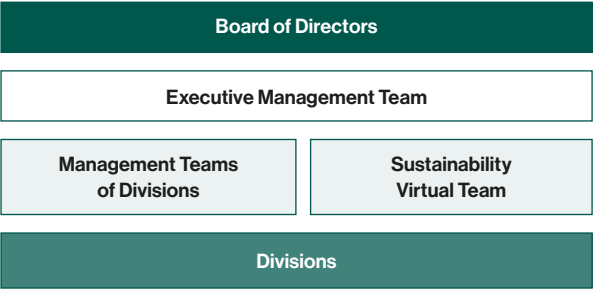 Board of Directors
Executive Management Team
Management Teams
of Divisions
Sustainability
Virtual Team
Divisions